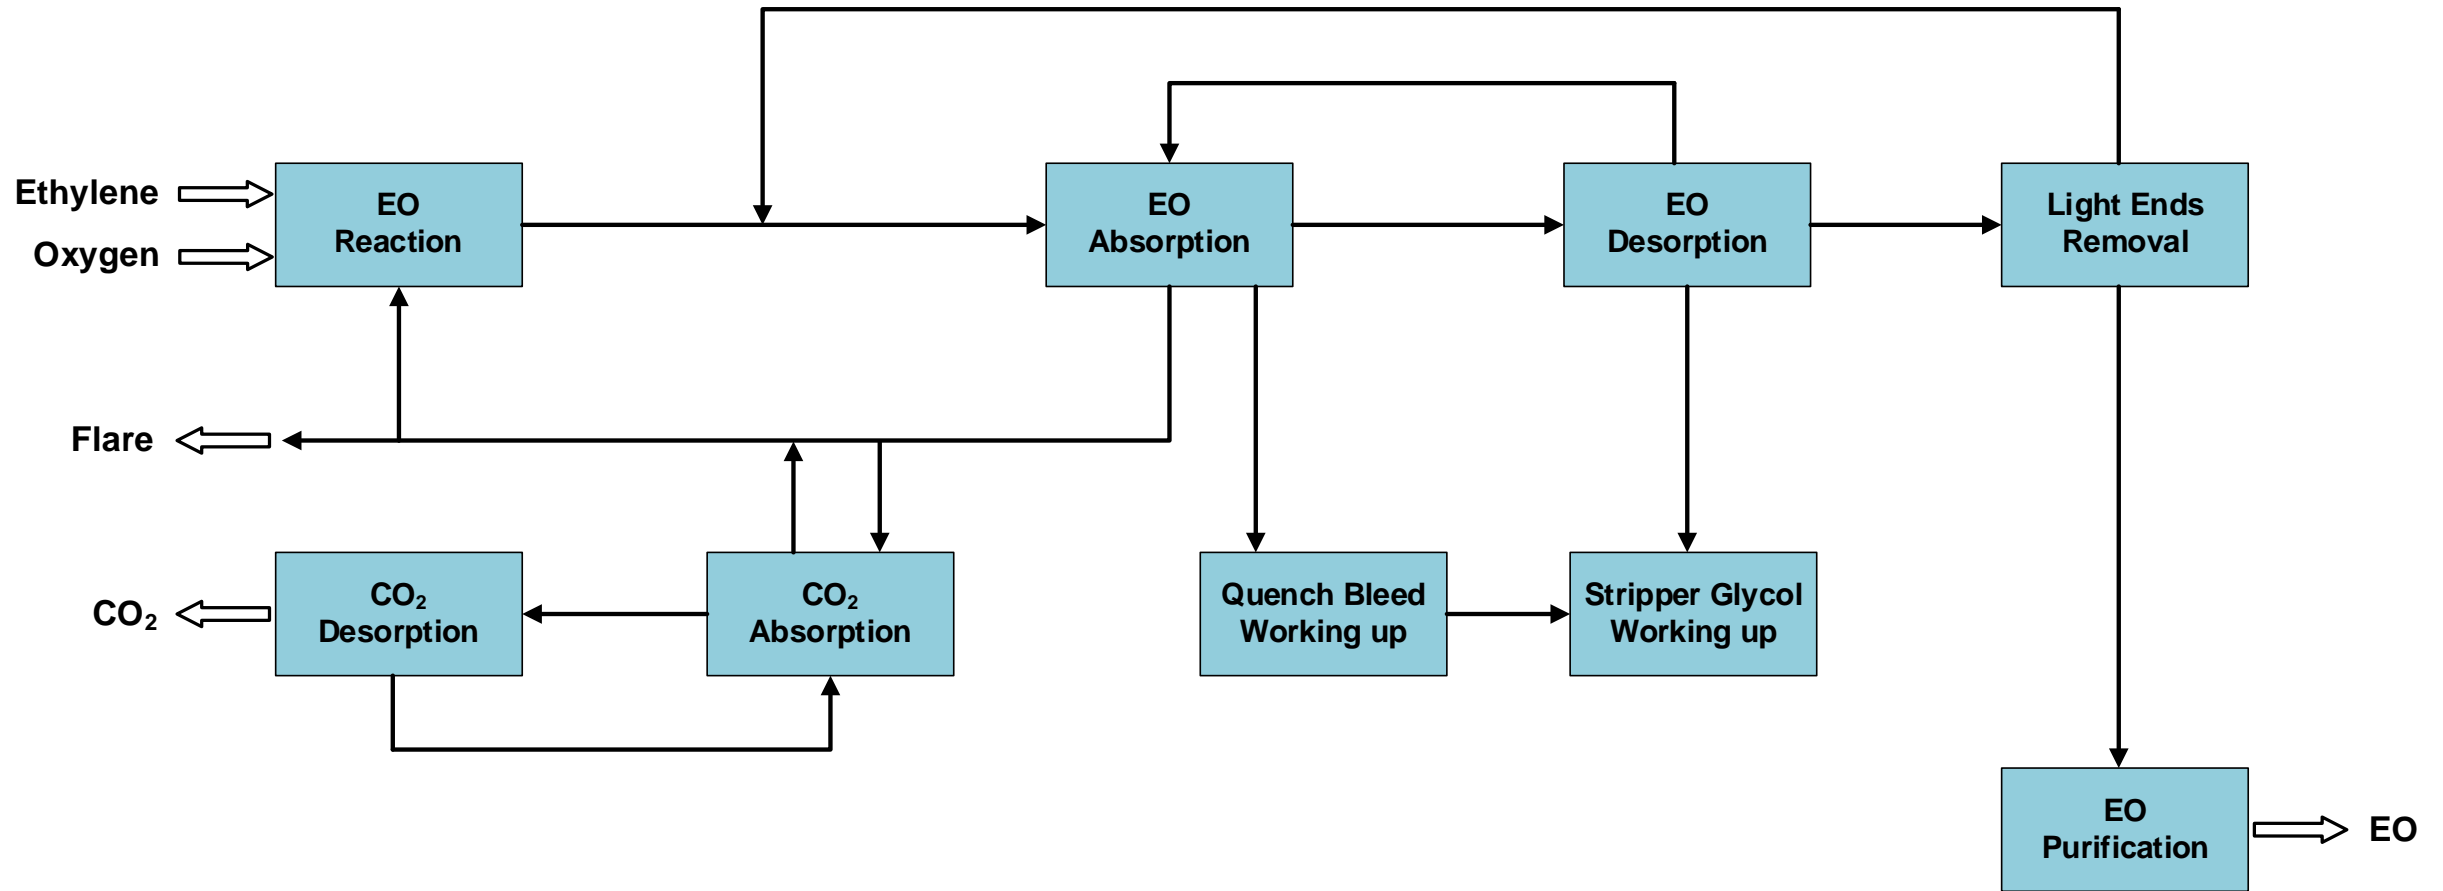 Ethylene
Oxygen
EO
Reaction
EO
Absorption
EO
Desorption
Light Ends
Removal
Flare
CO₂
CO₂
Desorption
CO₂
Absorption
Quench Bleed
Working up
Stripper Glycol
Working up
EO
Purification
EO